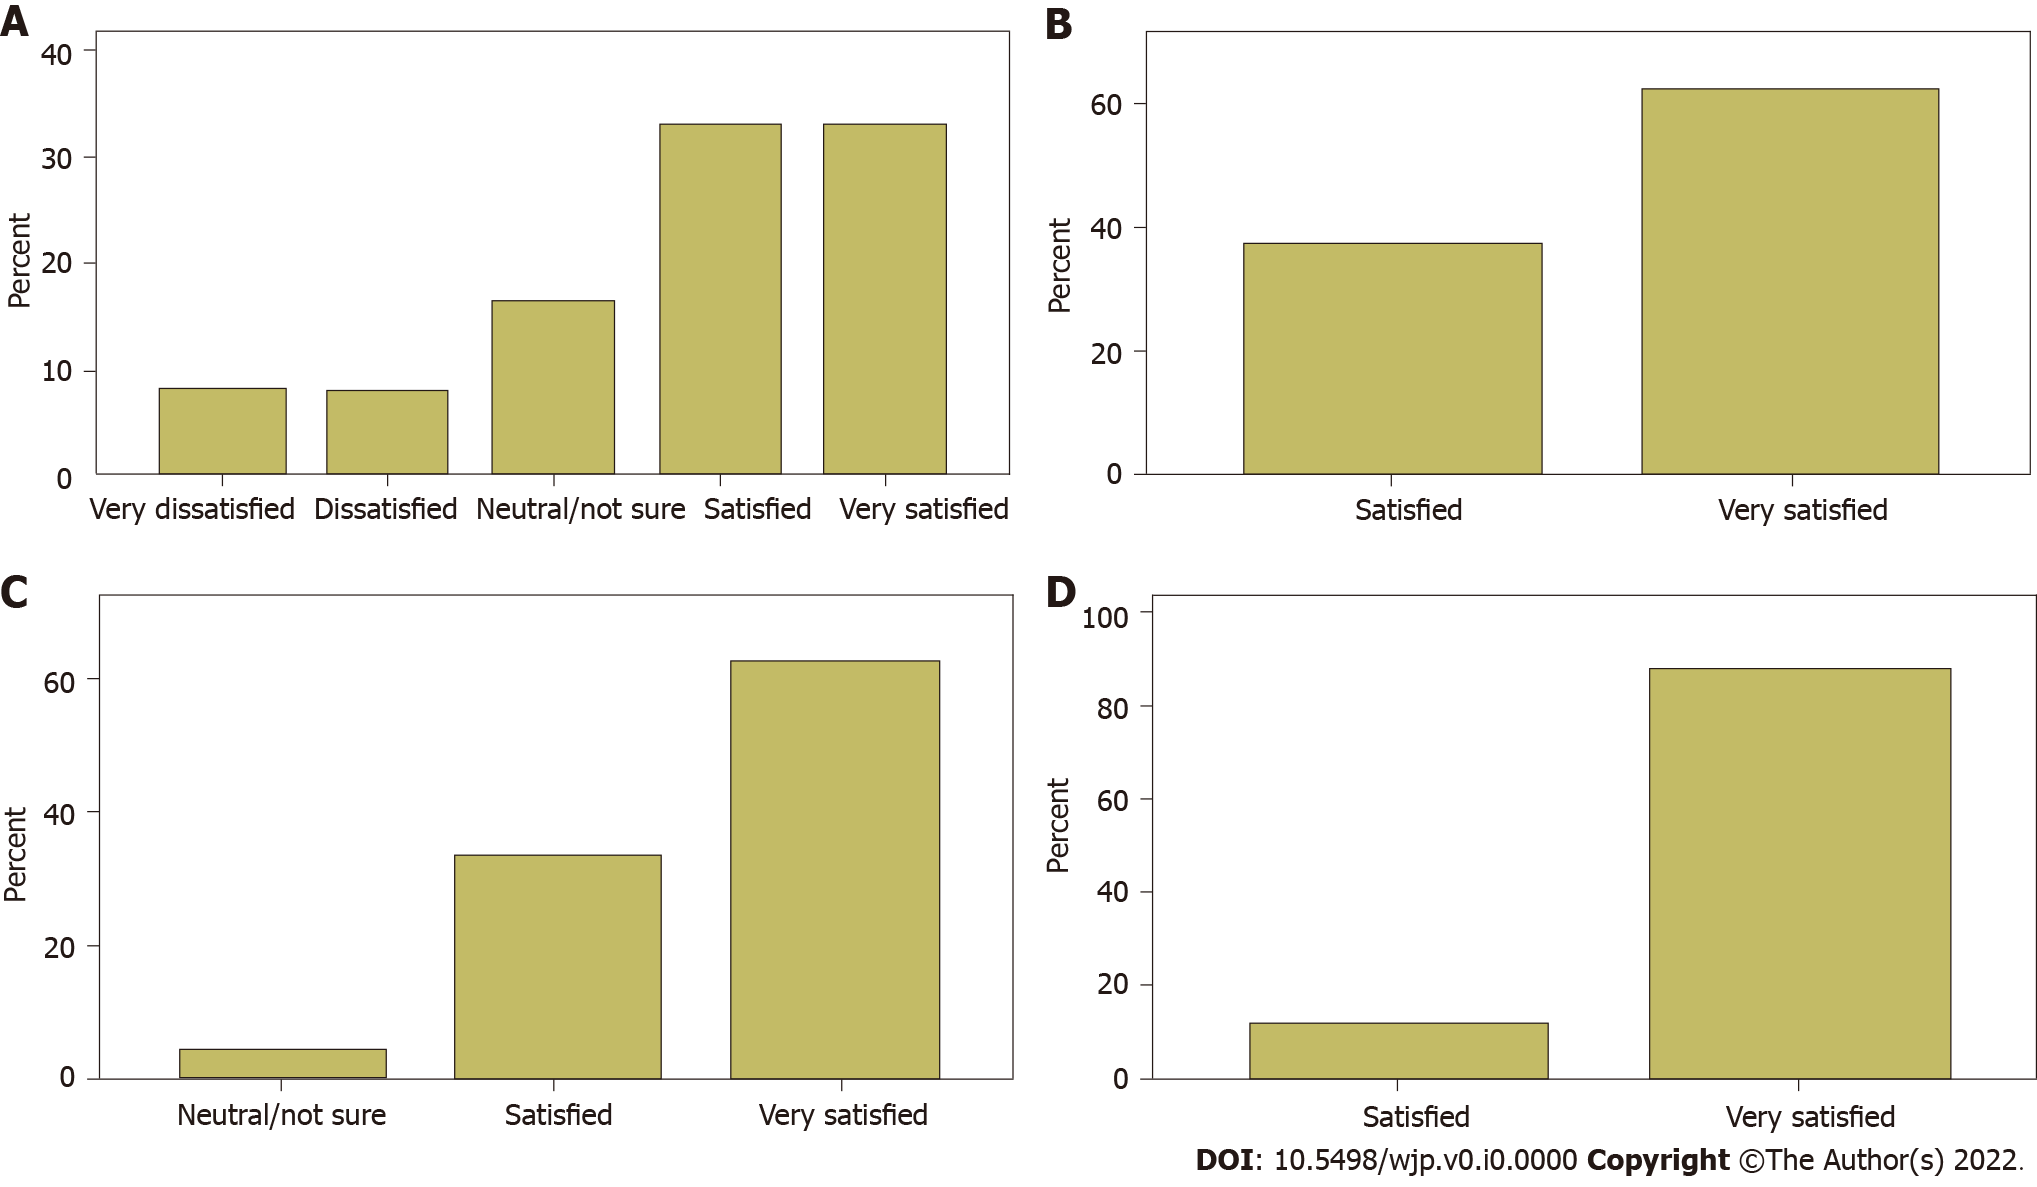 A
40
30
20
10
0
Percent
Very dissatisfied Dissatisfied Neutral/not sure Satisfied Very satisfied
B
60
40
20
0
Percent
Satisfied Very satisfied
C
60
40
20
0
Percent
Neutral/not sure Satisfied Very satisfied
D
100
80
60
40
20
0
Percent
Satisfied Very satisfied
DOI: 10.5498/wjp.v0.i0.0000 Copyright ©The Author(s) 2022.